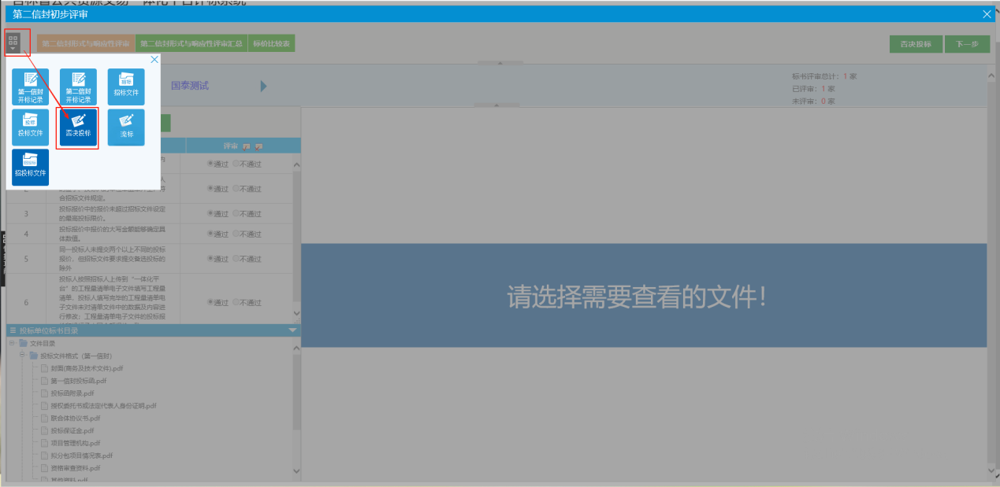 第二信封初步评审
第二信封形式与响应性评审 第二信封形式与响应性评审汇总 标价比较表 否决投标 下一步
第一信封开标记录
第二信封开标记录
招标文件
投标文件
否决投标
流标
招投标文件
国泰测试
标书评审总计：1 家
已评审：1 家
未评审：0 家
评审
通过 不通过
通过 不通过
合招标文件规定。
3 投标报价中的报价未超过招标文件设定
的最高投标限价。
通过 不通过
4 投标报价中报价的大写金额能够确定具
体数值。
通过 不通过
5 同一投标人未提交两个以上不同的投标
报价，但招标文件要求提交备选投标的
除外
通过 不通过
6 投标人按照招标人上传到“一体化平
台”的工程量清单电子文件填写工程量
清单，投标人填写完毕的工程量清单电
子文件未对清单文件中的数据及内容进
行修改；工程量清单电子文件的投标报
通过 不通过
请选择需要查看的文件！
投标单位标书目录
文件目录
投标文件格式（第一信封）
封面(商务及技术文件).pdf
第一信封投标函.pdf
投标函附录.pdf
授权委托书或法定代表人身份证明.pdf
联合体协议书.pdf
投标保证金.pdf
项目管理机构.pdf
拟分包项目情况表.pdf
资格审查资料.pdf
其他资料.pdf